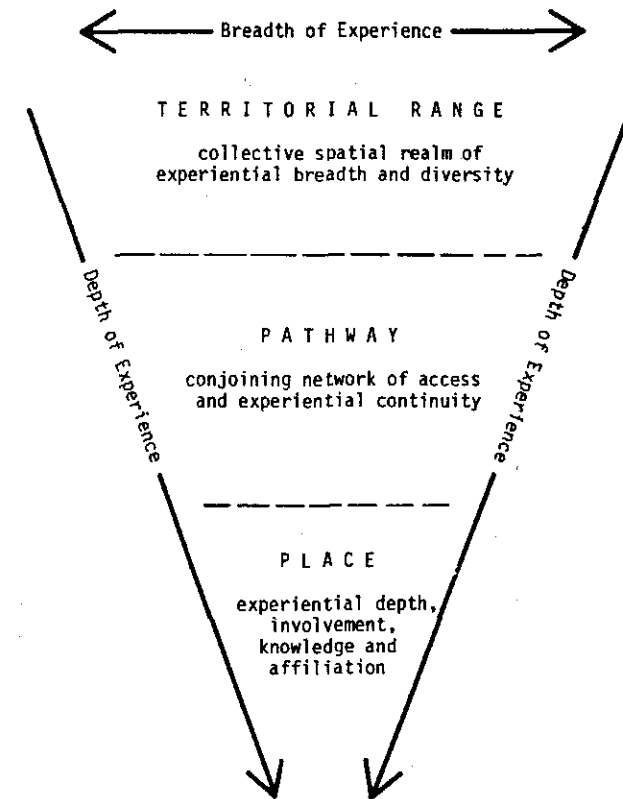 Breadth of Experience
TERRITORIAL RANGE
collective spatial realm of
experiential breadth and diversity
Depth of Experience
Depth of Experience
PATHWAY
conjoining network of access
and experiential continuity
PLACE
experiential depth,
involvement,
knowledge and
affiliation